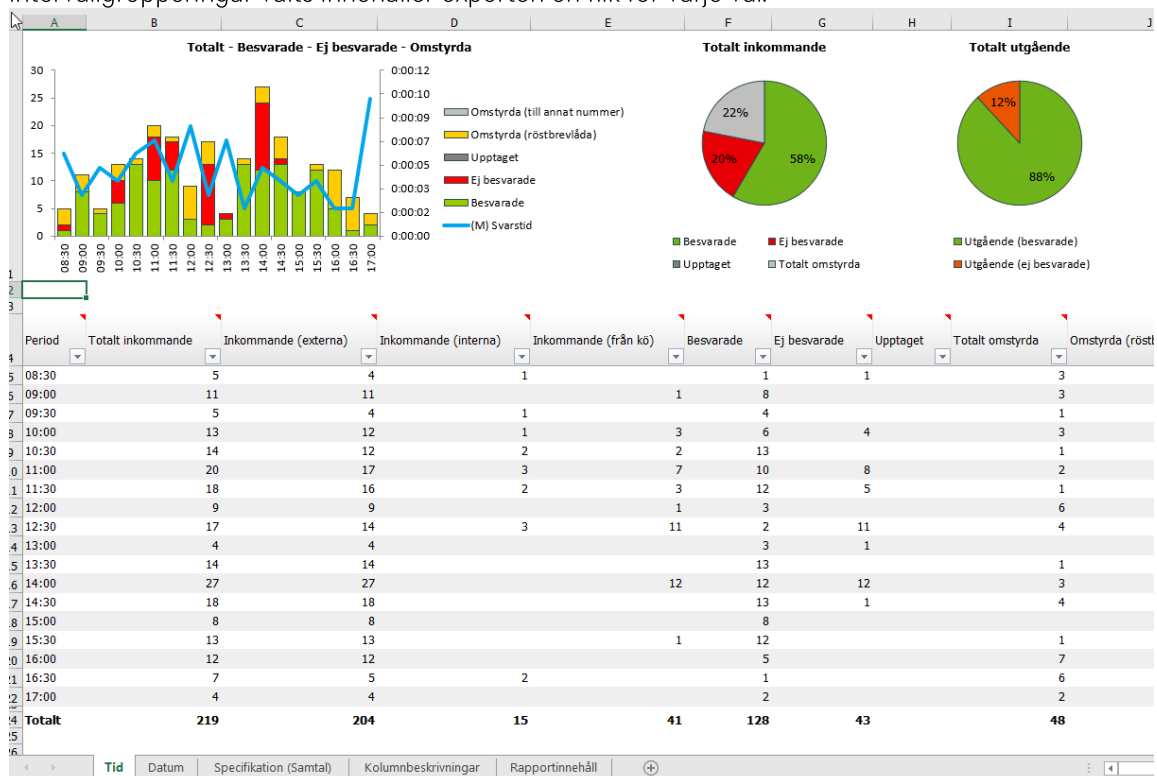 A B C D E F G H I J
Totalt - Besvarade - Ej besvarade - Omstyrda
30 25 20 15 10 5 0
0:00:12 0:00:10 0:00:09 0:00:07 0:00:05 0:00:03 0:00:02 0:00:00
08:30 09:00 09:30 10:00 10:30 11:00 11:30 12:00 12:30 13:00 13:30 14:00 14:30 15:00 15:30 16:00 16:30 17:00
Omstyrda (till annat nummer)
Omstyrda (röstbrevlåda)
Upptaget
Ej besvarade
Besvarade
(M) Svarstid
Totalt inkommande
22% 20% 58%
Besvarade Ej besvarade
Upptaget Totalt omstyrda
Totalt utgående
12% 88%
Utgående (besvarade)
Utgående (ej besvarade)
Period Totalt inkommande Inkommande (externa) Inkommande (interna) Inkommande (från kö) Besvarade Ej besvarade Upptaget Totalt omstyrda
08:30 5 4 1 1 1 3
09:00 11 11 1 8 3
09:30 5 4 1 4 1
10:00 13 12 1 3 6 4 3
10:30 14 12 2 2 13 1
11:00 20 17 3 7 10 8 2
11:30 18 16 2 3 12 5 1
12:00 9 9 1 3 6
12:30 17 14 3 11 2 11 4
13:00 4 4 3 1
13:30 14 14 13 1
14:00 27 27 12 12 12 3
14:30 18 18 13 1 4
15:00 8 8 8
15:30 13 13 1 12 1
16:00 12 12 5 7
16:30 7 5 2 1 6
17:00 4 4 2 2
Totalt 219 204 15 41 128 43 48
Tid Datum Specifikation (Samtal) Kolumnbeskrivningar Rapportinnehåll